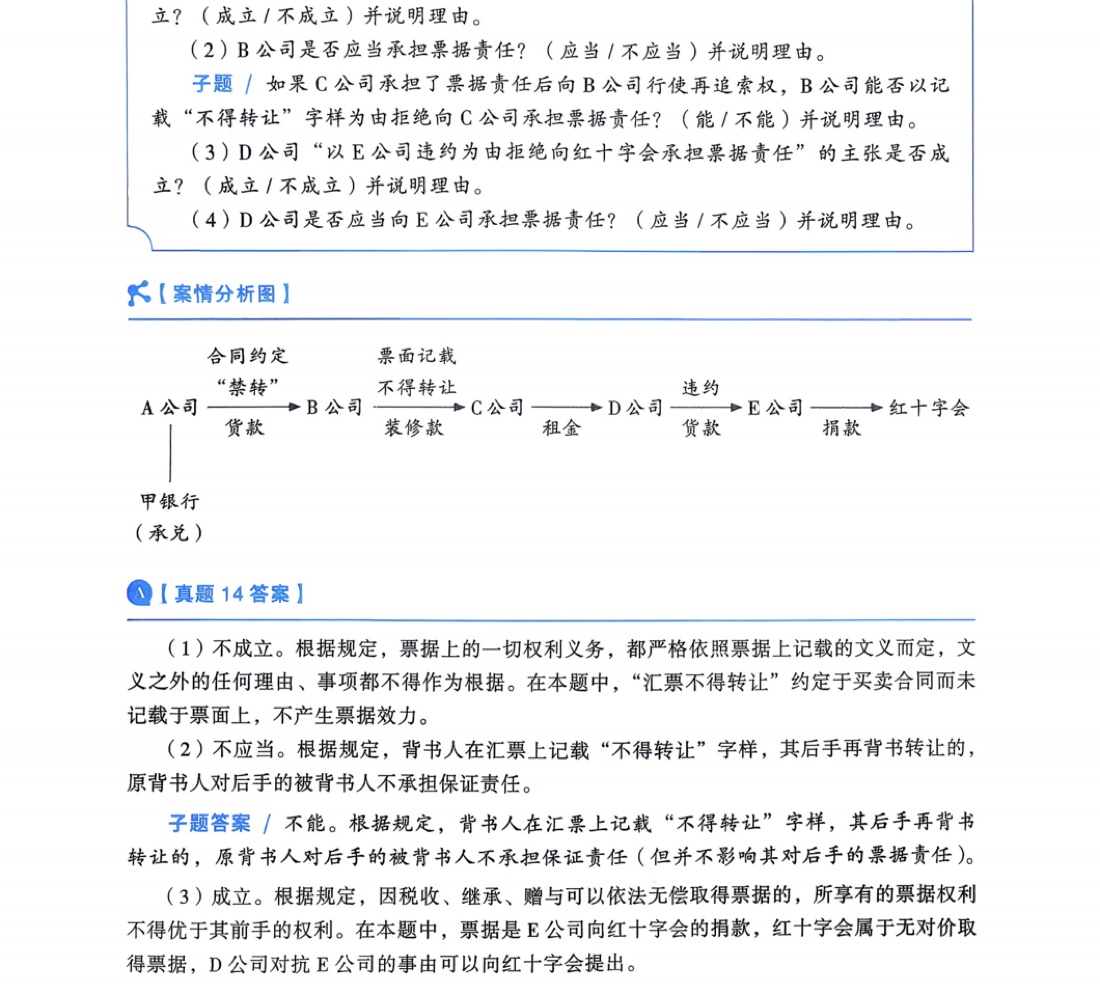 立？（成立/不成立）并说明理由。
（2）B公司是否应当承担票据责任？（应当/不应当）并说明理由。
子题 / 如果C公司承担了票据责任后向B公司行使再追索权，B公司能否以记
载“不得转让”字样为由拒绝向C公司承担票据责任？（能/不能）并说明理由。
（3）D公司“以E公司违约为由拒绝向红十字会承担票据责任”的主张是否成
立？（成立/不成立）并说明理由。
（4）D公司是否应当向E公司承担票据责任？（应当/不应当）并说明理由。
【案情分析图】
合同约定 票面记载
“禁转” 不得转让 违约
A公司 B公司 C公司 D公司 E公司 红十字会
货款 装修款 租金 货款 捐款
甲银行
（承兑）
【真题14答案】
（1）不成立。根据规定，票据上的一切权利义务，都严格依照票据上记载的文义而定，文
义之外的任何理由、事项都不得作为根据。在本题中，“汇票不得转让”约定于买卖合同而未
记载于票面上，不产生票据效力。
（2）不应当。根据规定，背书人在汇票上记载“不得转让”字样，其后手再背书转让的，
原背书人对后手的被背书人不承担保证责任。
子题答案 / 不能。根据规定，背书人在汇票上记载“不得转让”字样，其后手再背书
转让的，原背书人对后手的被背书人不承担保证责任（但并不影响其对后手的票据责任）。
（3）成立。根据规定，因税收、继承、赠与可以依法无偿取得票据的，所享有的票据权利
不得优于其前手的权利。在本题中，票据是E公司向红十字会的捐款，红十字会属于无对价取
得票据，D公司对抗E公司的事由可以向红十字会提出。